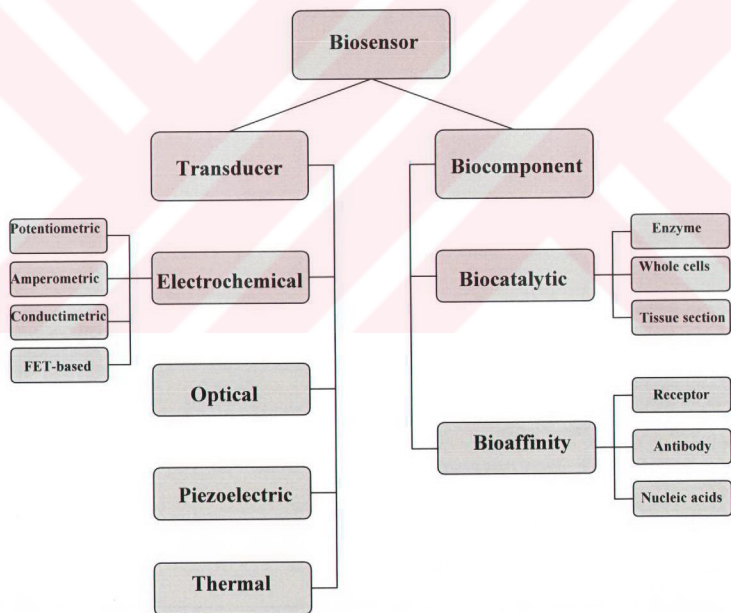 Biosensor
Transducer
Biocomponent
Potentiometric
Amperometric
Conductimetric
FET-based
Electrochemical
Optical
Piezoelectric
Thermal
Biocatalytic
Enzyme
Whole cells
Tissue section
Bioaffinity
Receptor
Antibody
Nucleic acids